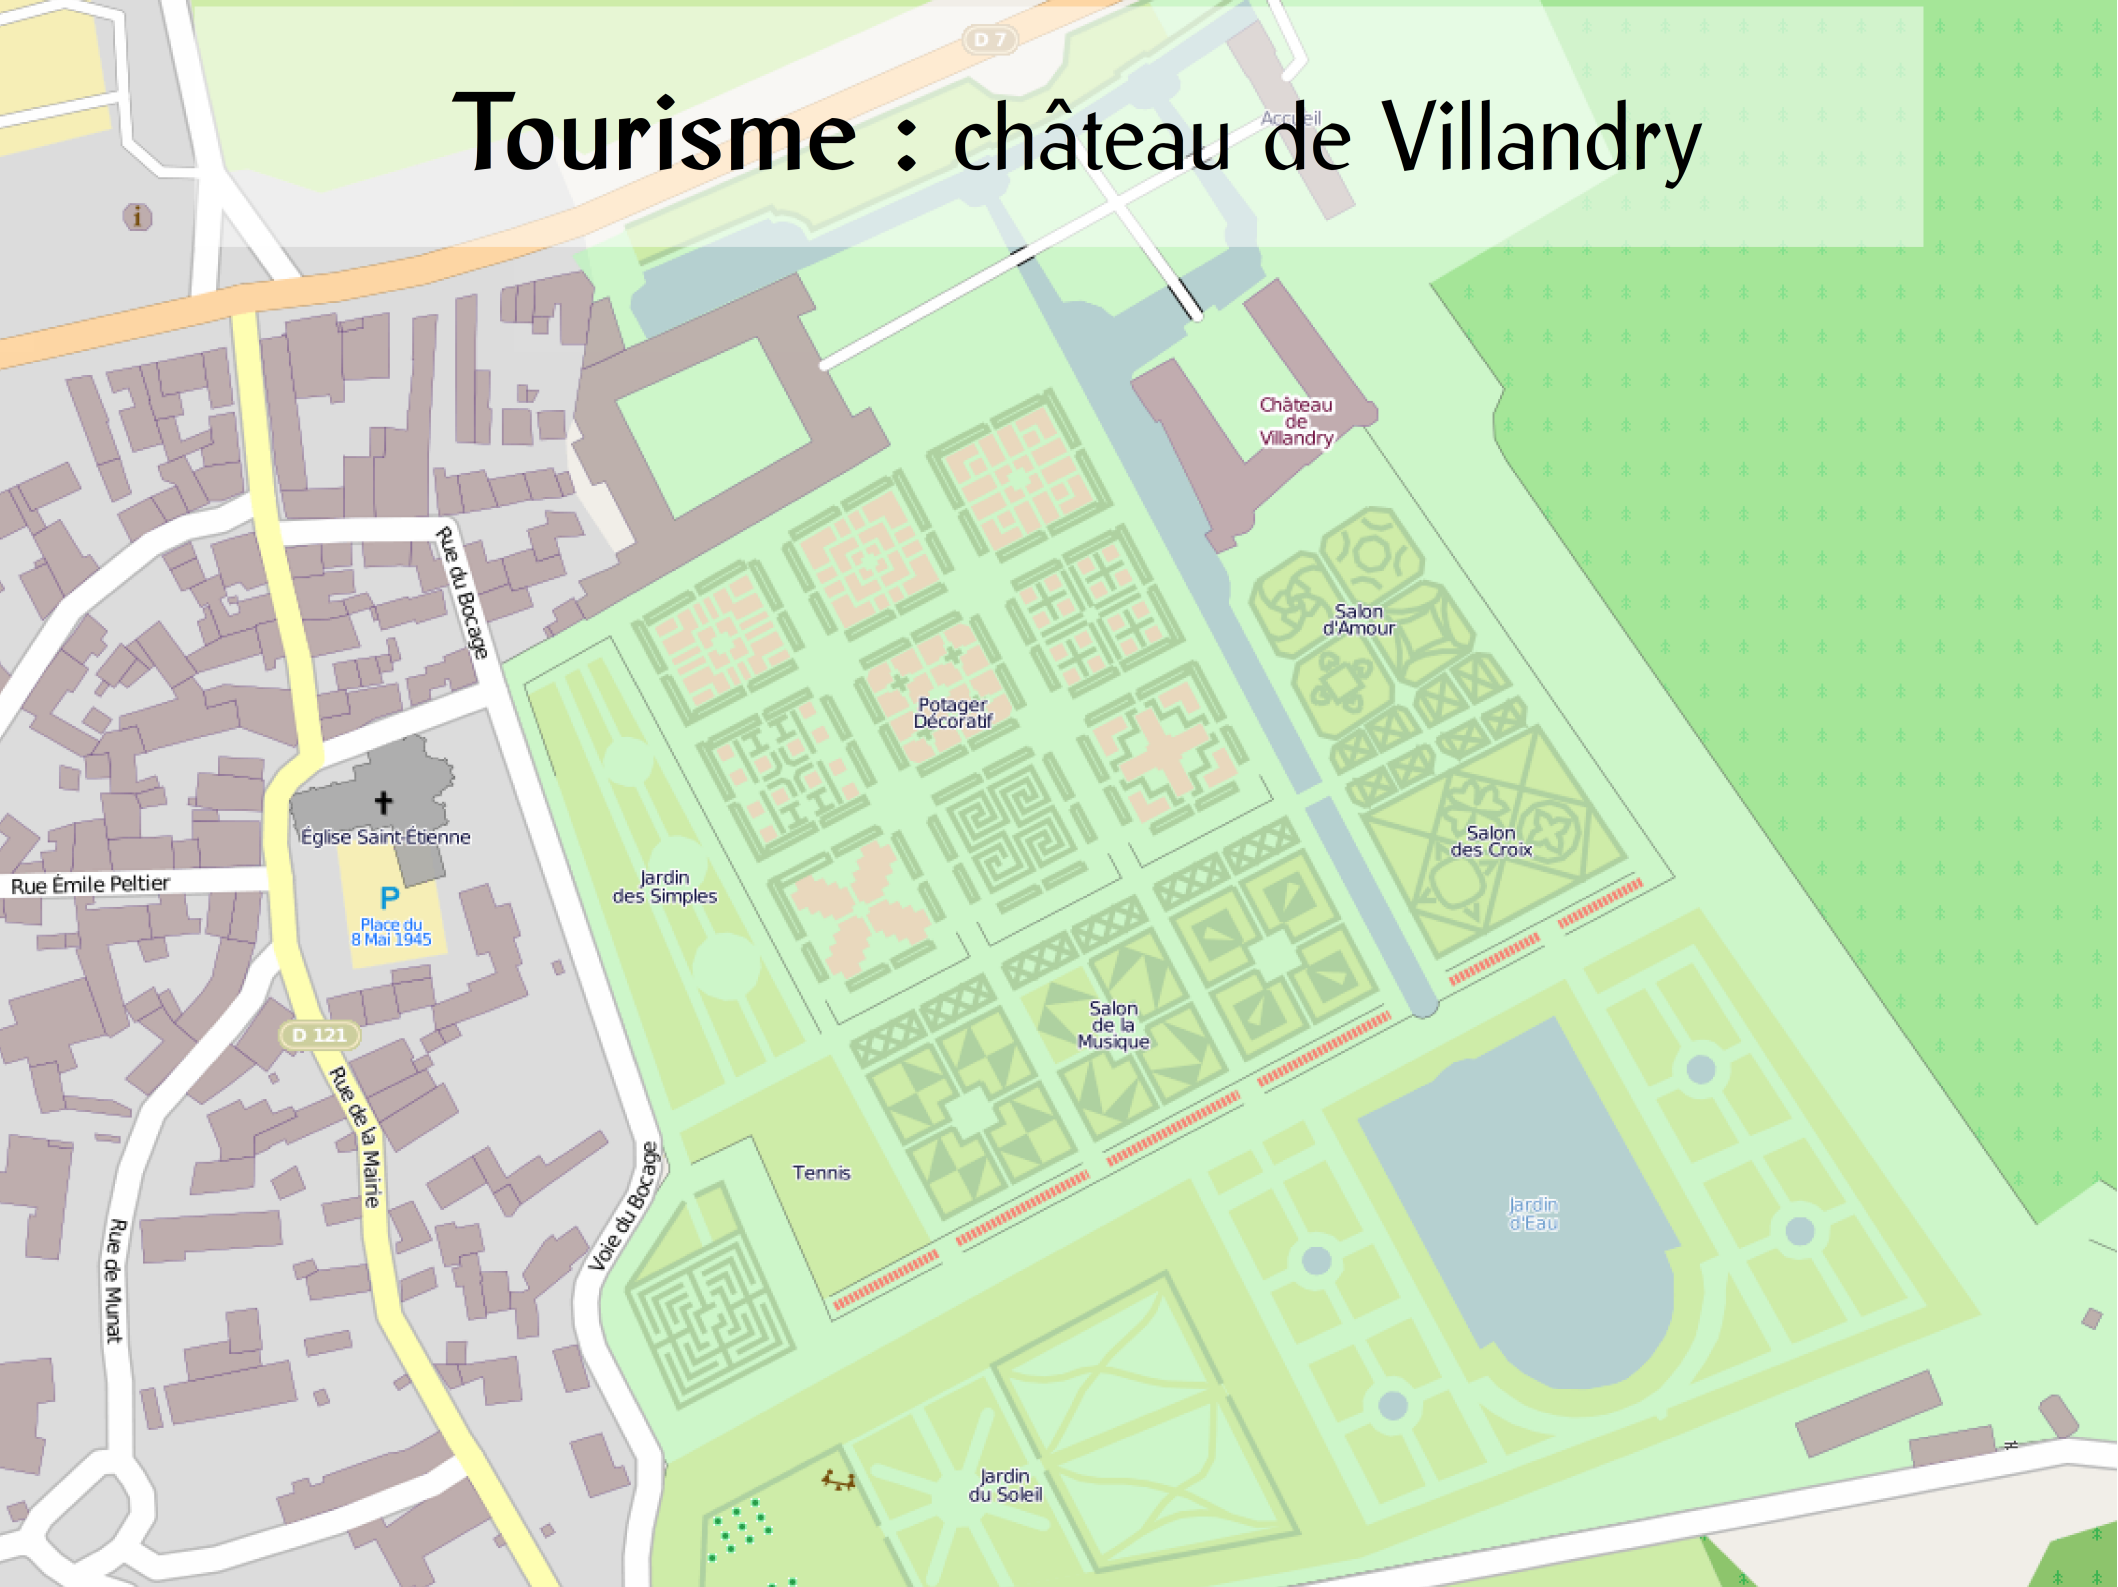 D 7
Tourisme : château de Villandry
Accueil
i
Château
de
Villandry
Rue du Bocage
Salon
d'Amour
Potager
Décoratif
Église Saint-Étienne
Salon
des Croix
Rue Émile Peltier
Jardin
des Simples
P
Place du
8 Mai 1945
Salon
de la
Musique
D 121
Rue de la Mairie
Tennis
Voie du Bocage
Jardin
d'Eau
Rue de Munat
Jardin
du Soleil